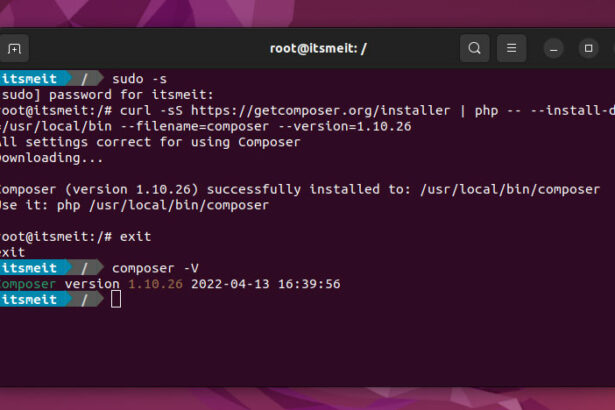 root@itsmeit: /
itsmeit / sudo -s
sudo] password for itsmeit:
root@itsmeit:/# curl -sS https://getcomposer.org/installer | php -- --install-d
=/usr/local/bin --filename=composer --version=1.10.26
All settings correct for using Composer
Downloading...
Composer (version 1.10.26) successfully installed to: /usr/local/bin/composer
Use it: php /usr/local/bin/composer
root@itsmeit:/# exit
exit
itsmeit / composer -V
Composer version 1.10.26 2022-04-13 16:39:56
itsmeit /